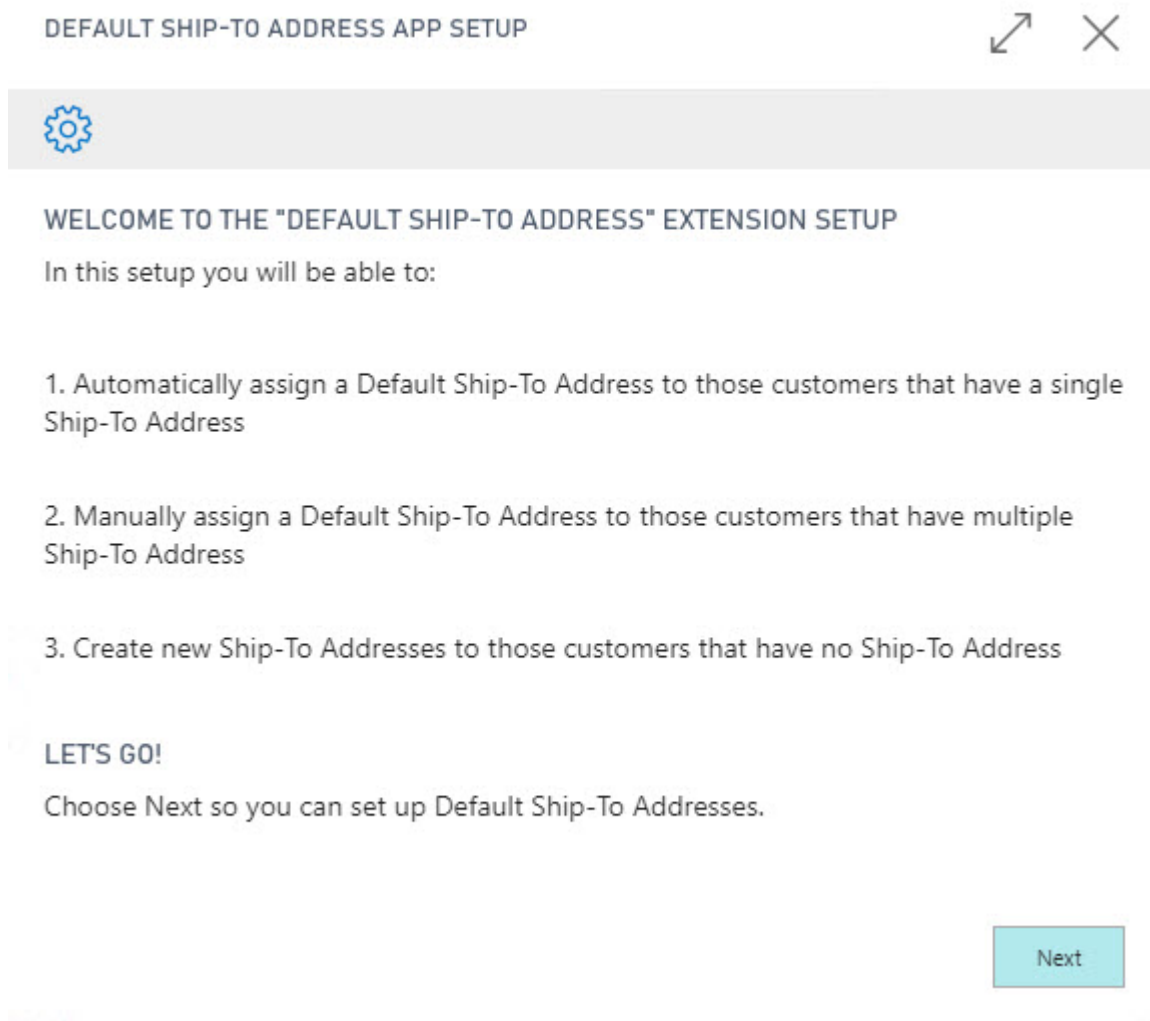 DEFAULT SHIP-TO ADDRESS APP SETUP
WELCOME TO THE "DEFAULT SHIP-TO ADDRESS" EXTENSION SETUP
In this setup you will be able to:
1. Automatically assign a Default Ship-To Address to those customers that have a single
Ship-To Address
2. Manually assign a Default Ship-To Address to those customers that have multiple
Ship-To Address
3. Create new Ship-To Addresses to those customers that have no Ship-To Address
LET'S GO!
Choose Next so you can set up Default Ship-To Addresses.
Next